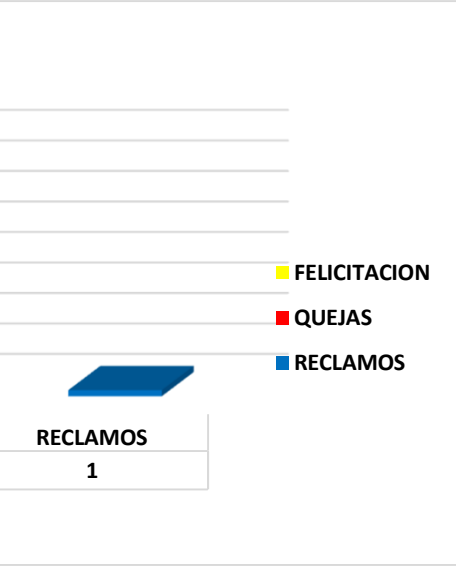 FELICITACION
QUEJAS
RECLAMOS
RECLAMOS
1